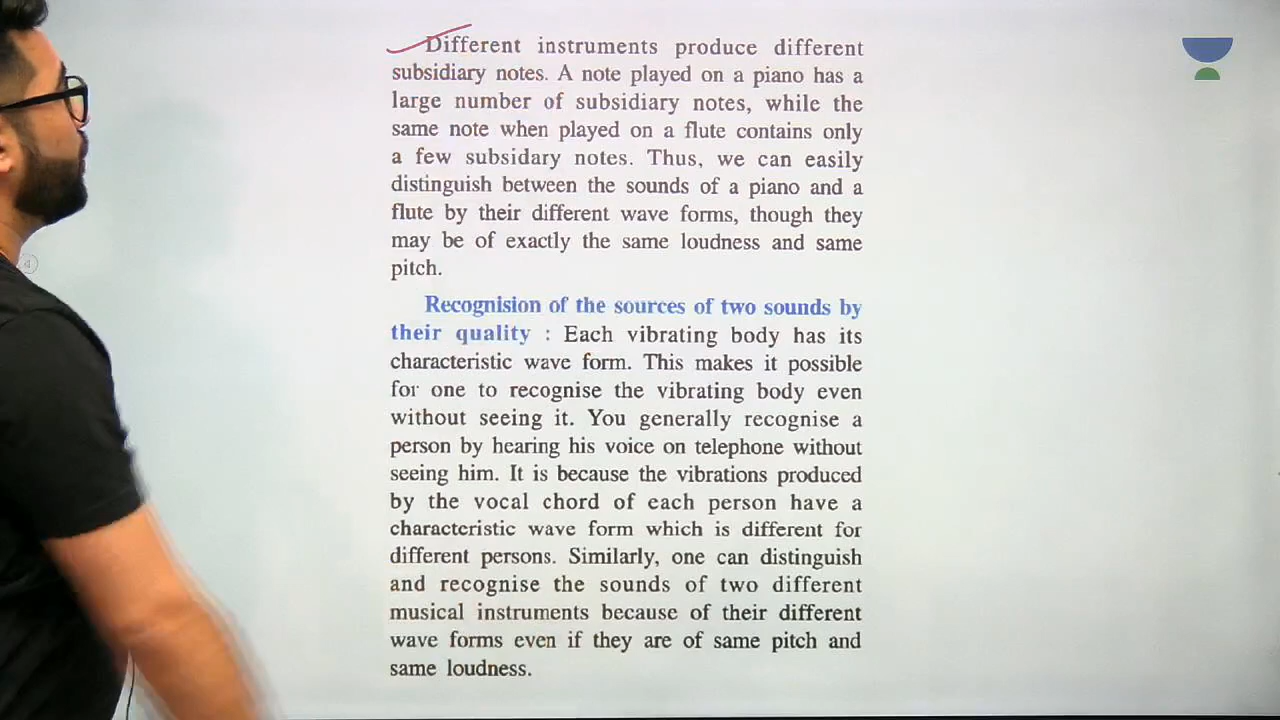 Different instruments produce different
subsidiary notes. A note played on a piano has a
large number of subsidiary notes, while the
same note when played on a flute contains only
a few subsidary notes. Thus, we can easily
distinguish between the sounds of a piano and a
flute by their different wave forms, though they
may be of exactly the same loudness and same
pitch.
Recognision of the sources of two sounds by
their quality : Each vibrating body has its
characteristic wave form. This makes it possible
for one to recognise the vibrating body even
without seeing it. You generally recognise a
person by hearing his voice on telephone without
seeing him. It is because the vibrations produced
by the vocal chord of each person have a
characteristic wave form which is different for
different persons. Similarly, one can distinguish
and recognise the sounds of two different
musical instruments because of their different
wave forms even if they are of same pitch and
same loudness.